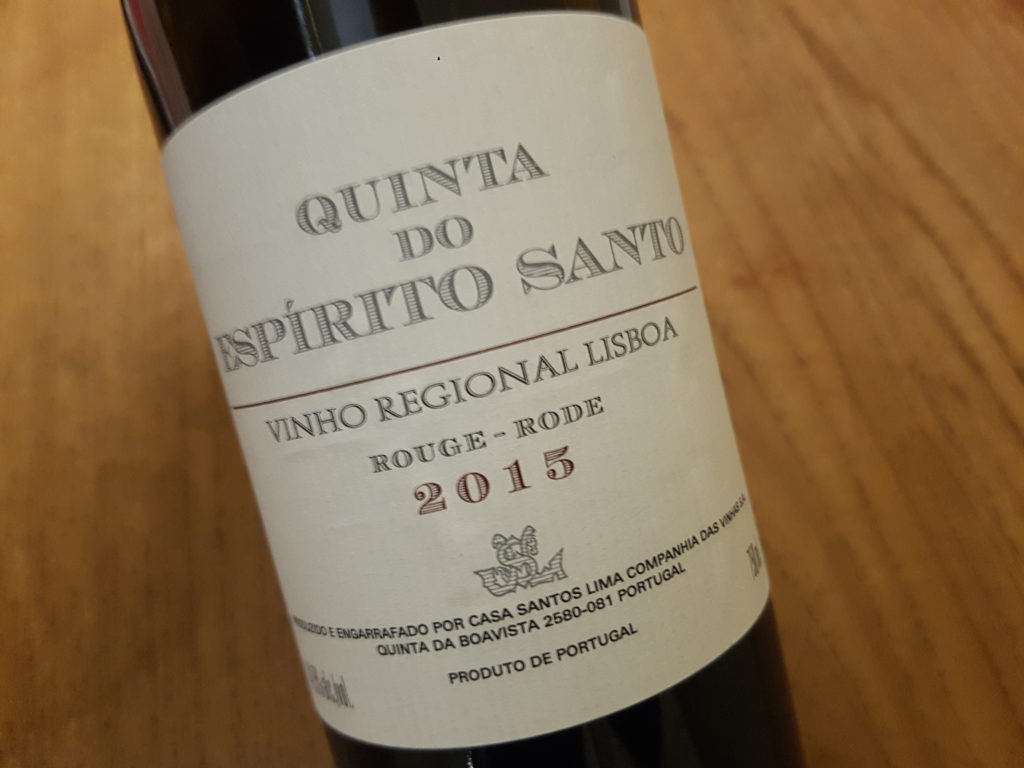 QUINTA
DO
ESPÍRITO SANTO
VINHO REGIONAL LISBOA
ROUGE - RODE
2015
PRODUZIDO E ENGARRAFADO POR CASA SANTOS LIMA COMPANHIA DAS VINHAS S.A.
QUINTA DA BOAVISTA 2580-081 PORTUGAL
PRODUTO DE PORTUGAL